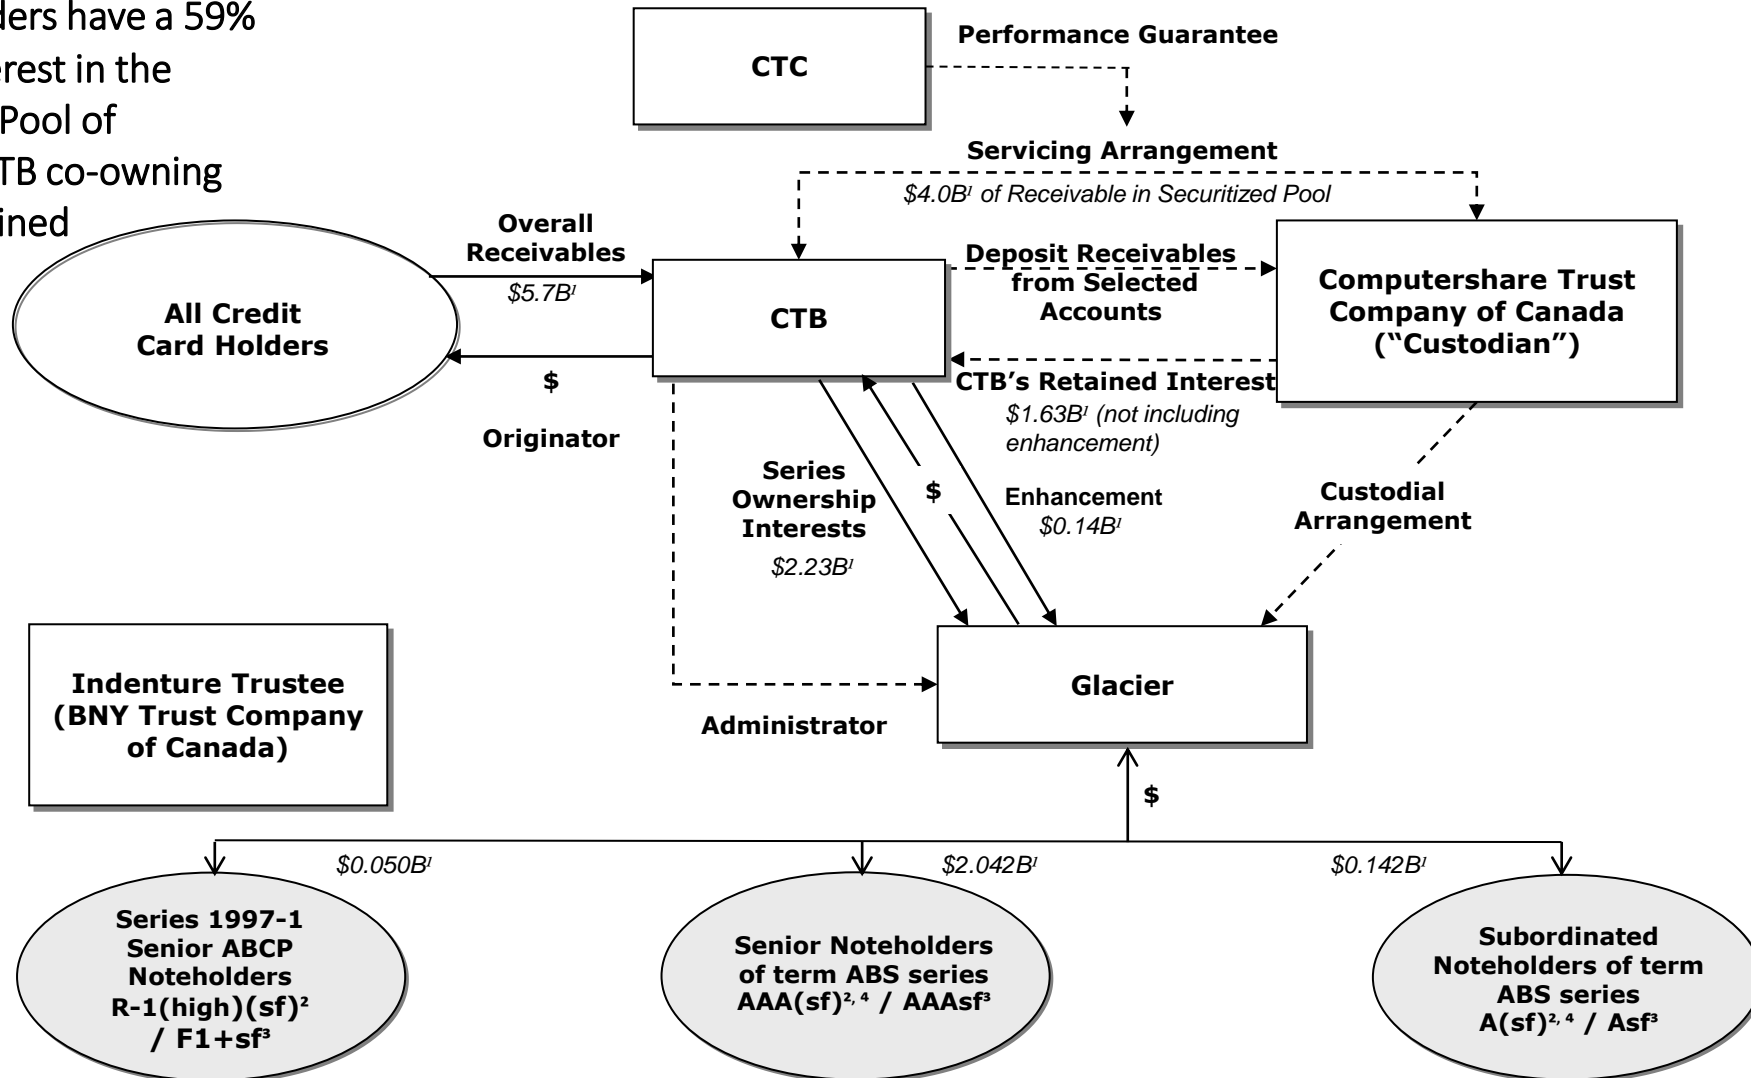 ders have a 59%
erest in the
Pool of
TB co-owning
ined
CTC
Performance Guarantee
Servicing Arrangement
$4.0B¹ of Receivable in Securitized Pool
Overall
Receivables
$5.7B¹
All Credit
Card Holders
$
Originator
CTB
Deposit Receivables
from Selected
Accounts
Computershare Trust
Company of Canada
(“Custodian”)
CTB’s Retained Interest
$1.63B¹ (not including
enhancement)
Series
Ownership
Interests
$2.23B¹
$
Enhancement
$0.14B¹
Custodial
Arrangement
Indenture Trustee
(BNY Trust Company
of Canada)
Administrator
Glacier
$
$0.050B¹
$2.042B¹
$0.142B¹
Series 1997-1
Senior ABCP
Noteholders
R-1(high)(sf)²
/ F1+sf³
Senior Noteholders
of term ABS series
AAA(sf)²,⁴ / AAAsf³
Subordinated
Noteholders of term
ABS series
A(sf)²,⁴ / Asf³